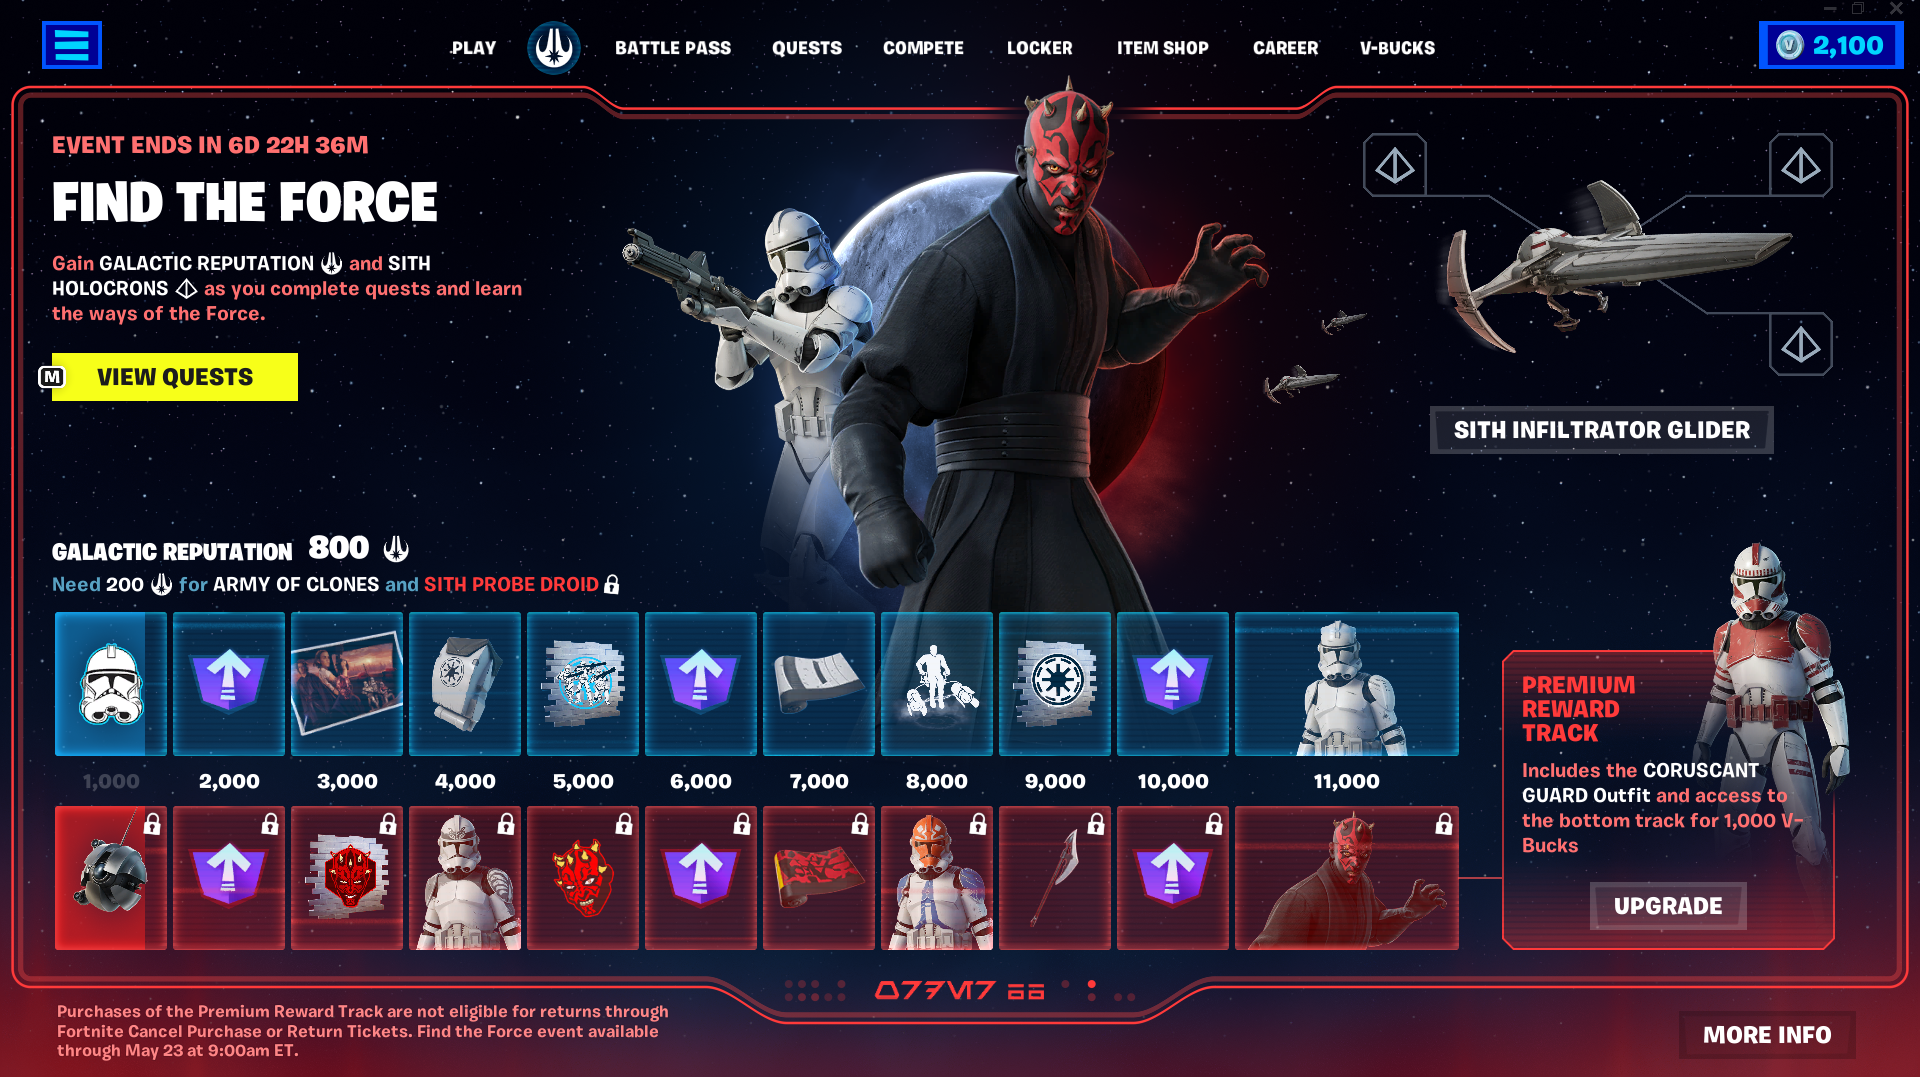 PLAY
BATTLE PASS
QUESTS
COMPETE
LOCKER
ITEM SHOP
CAREER
V-BUCKS
2,100
EVENT ENDS IN 6D 22H 36M
FIND THE FORCE
Gain GALACTIC REPUTATION and SITH
HOLOCRONS as you complete quests and learn
the ways of the Force.
M
VIEW QUESTS
SITH INFILTRATOR GLIDER
GALACTIC REPUTATION 800
Need 200 for ARMY OF CLONES and SITH PROBE DROID
1,000
2,000
3,000
4,000
5,000
6,000
7,000
8,000
9,000
10,000
11,000
PREMIUM
REWARD
TRACK
Includes the CORUSCANT
GUARD Outfit and access to
the bottom track for 1,000 V-
Bucks
UPGRADE
Purchases of the Premium Reward Track are not eligible for returns through
Fortnite Cancel Purchase or Return Tickets. Find the Force event available
through May 23 at 9:00am ET.
MORE INFO